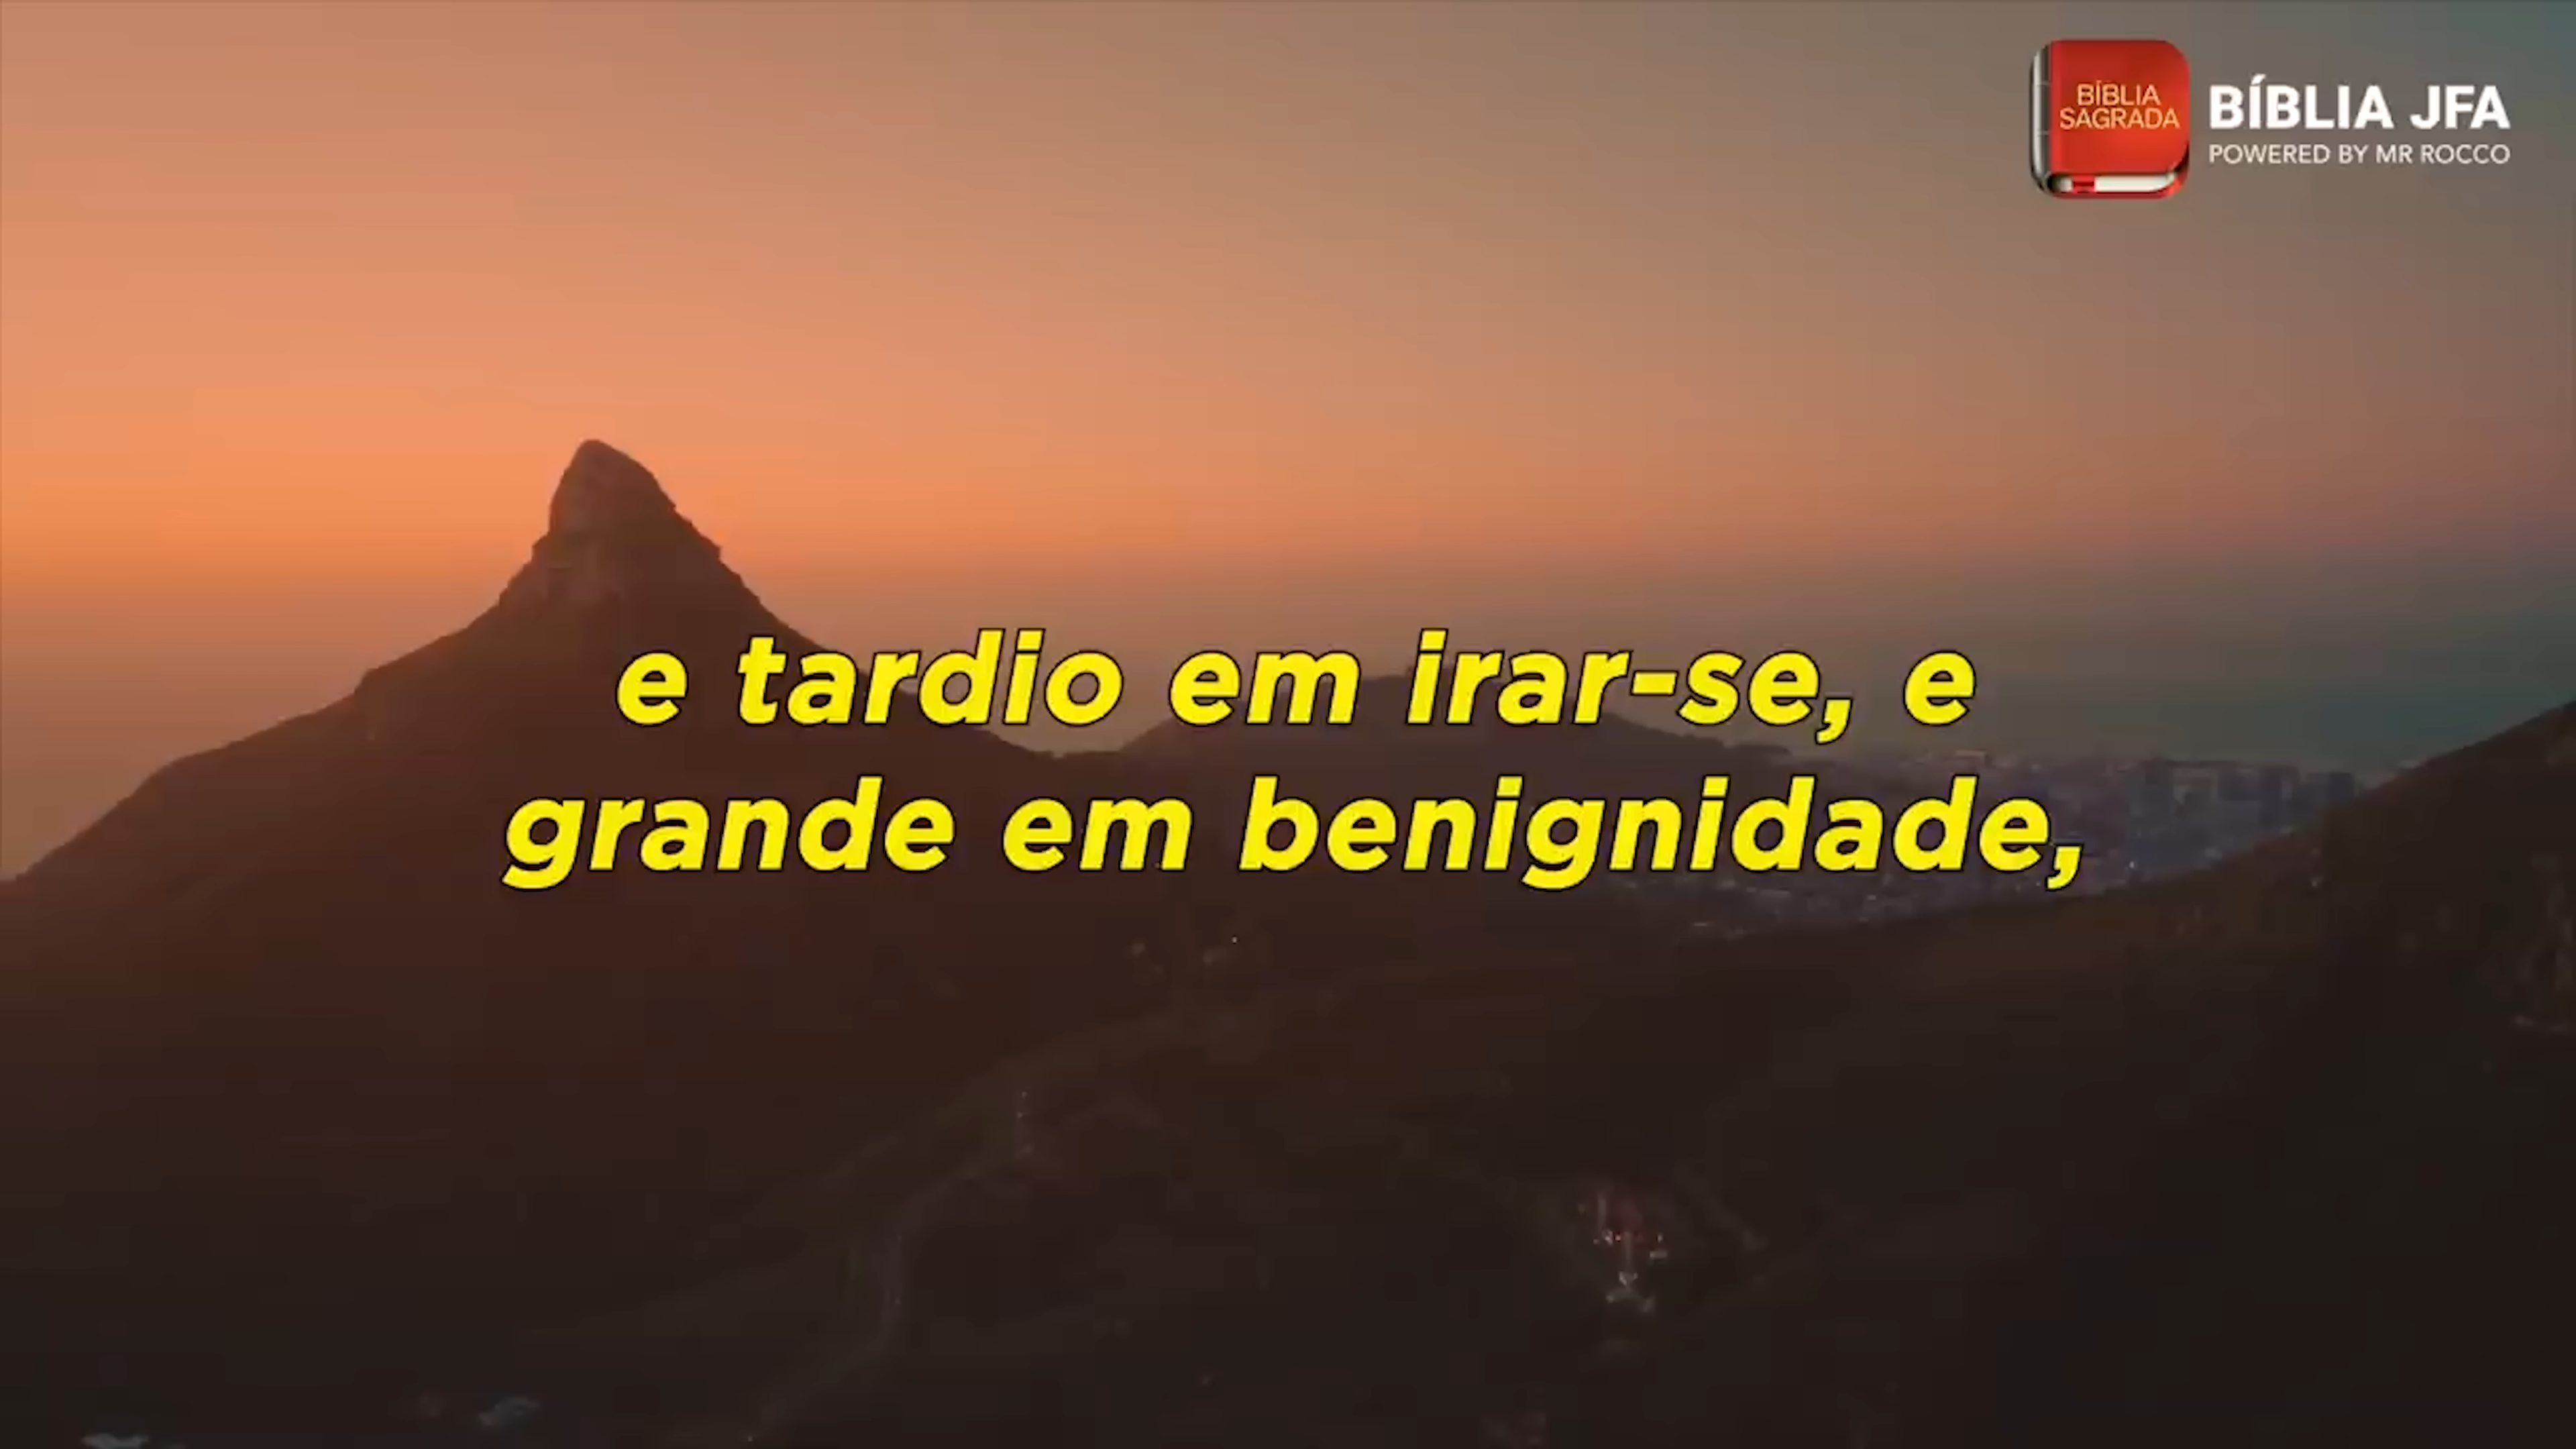 BÍBLIA
SAGRADA
BÍBLIA JFA
POWERED BY MR ROCCO
e tardio em irar-se, e
grande em benignidade,